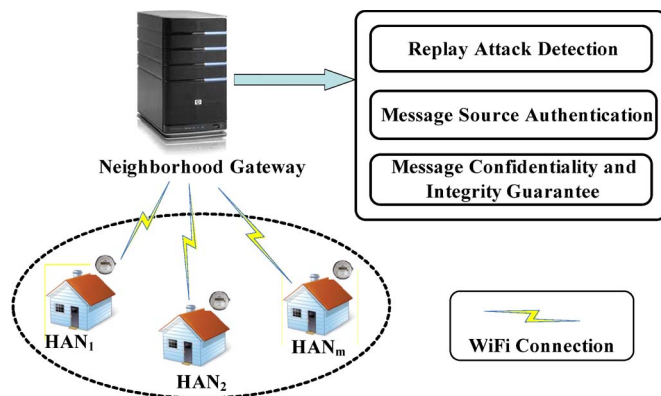 Replay Attack Detection
Message Source Authentication
Message Confidentiality and
Integrity Guarantee
Neighborhood Gateway
HAN₁
HAN₂
HANₘ
WiFi Connection